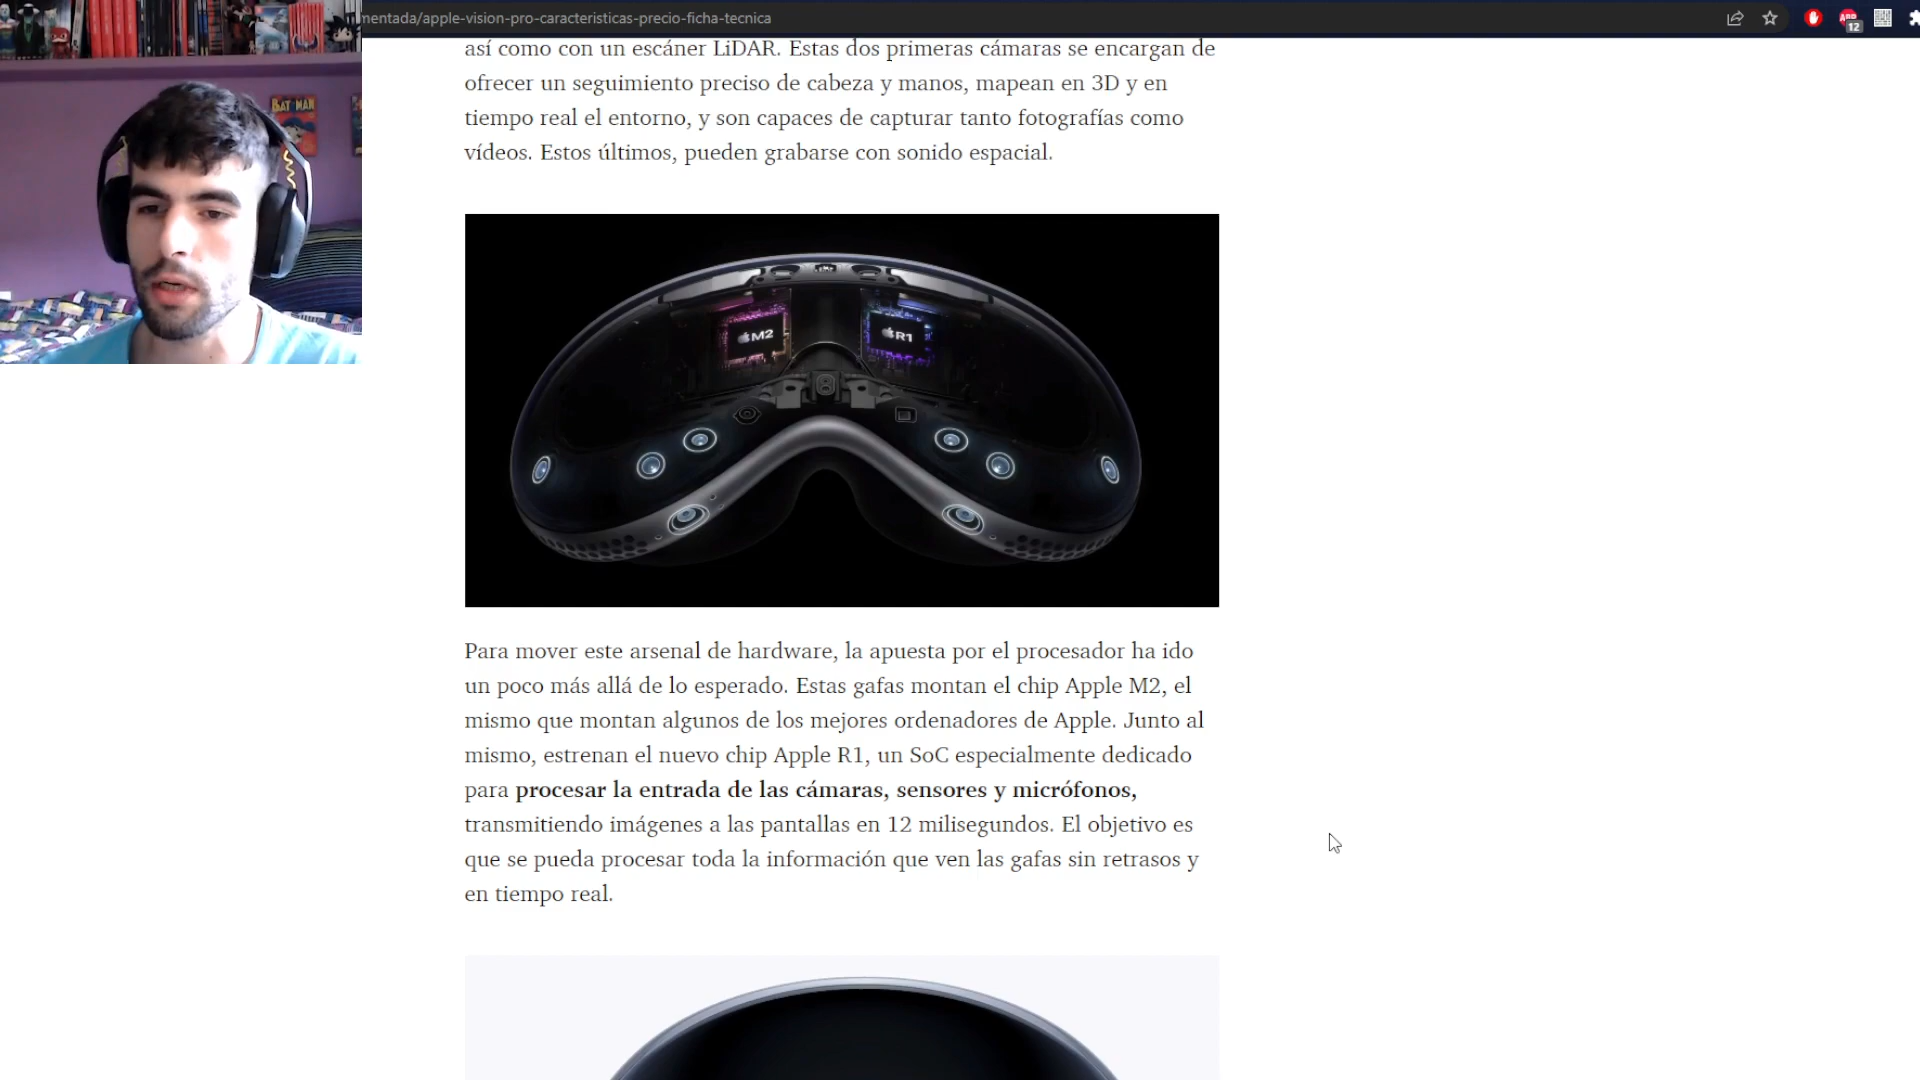 mentada/apple-vision-pro-caracteristicas-precio-ficha-tecnica
12
BATMAN
así como con un escáner LiDAR. Estas dos primeras cámaras se encargan de
ofrecer un seguimiento preciso de cabeza y manos, mapean en 3D y en
tiempo real el entorno, y son capaces de capturar tanto fotografías como
vídeos. Estos últimos, pueden grabarse con sonido espacial.
M2
R1
Para mover este arsenal de hardware, la apuesta por el procesador ha ido
un poco más allá de lo esperado. Estas gafas montan el chip Apple M2, el
mismo que montan algunos de los mejores ordenadores de Apple. Junto al
mismo, estrenan el nuevo chip Apple R1, un SoC especialmente dedicado
para procesar la entrada de las cámaras, sensores y micrófonos,
transmitiendo imágenes a las pantallas en 12 milisegundos. El objetivo es
que se pueda procesar toda la información que ven las gafas sin retrasos y
en tiempo real.